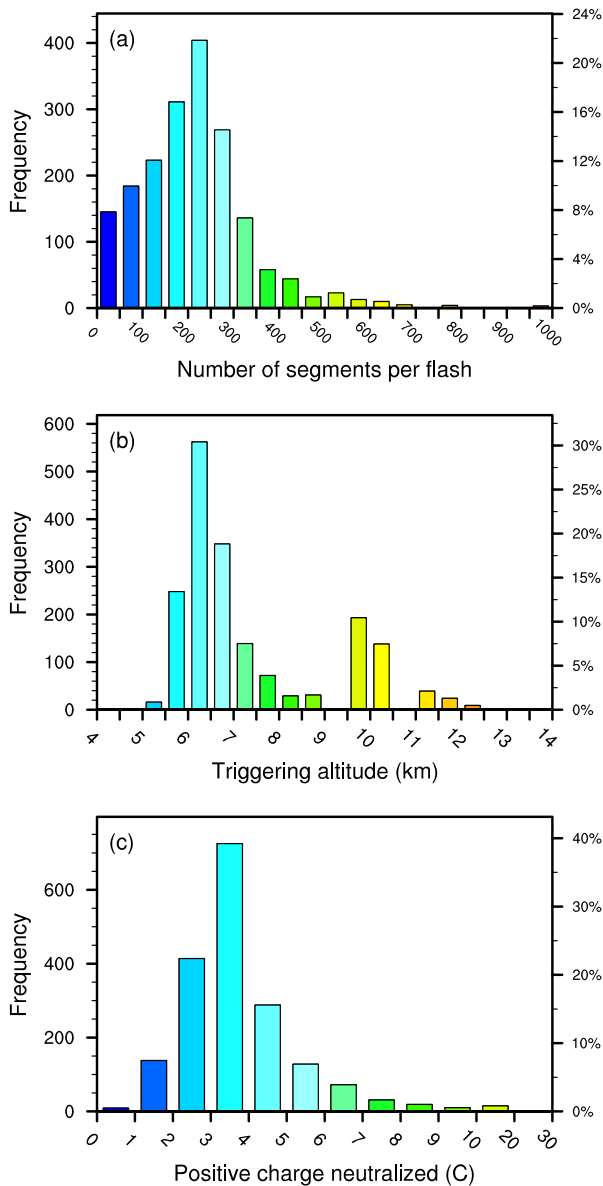 (a)
Frequency
400
300
200
100
0
24%
20%
16%
12%
8%
4%
0%
0 100 200 300 400 500 600 700 800 900 1000
Number of segments per flash
(b)
Frequency
600
500
400
300
200
100
0
30%
25%
20%
15%
10%
5%
0%
4 5 6 7 8 9 10 11 12 13 14
Triggering altitude (km)
(c)
Frequency
600
400
200
0
40%
30%
20%
10%
0%
0 1 2 3 4 5 6 7 8 9 10 20 30
Positive charge neutralized (C)